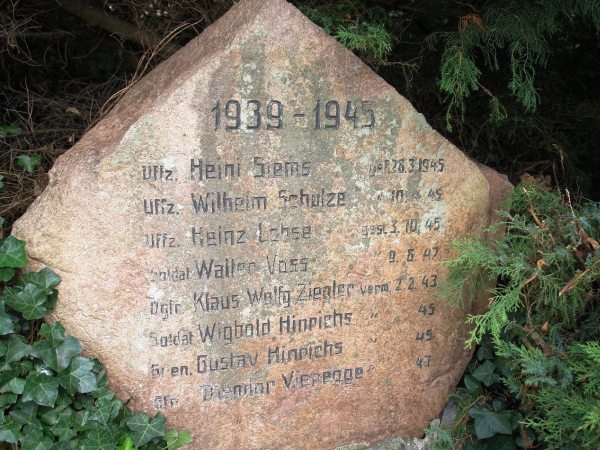 1939-1945
Uffz. Heini Siems gef. 28.3.1945
Uffz. Wilhelm Schulze " 10.4.45
Uffz. Heinz Lohse gest. 3.10.45
Soldat Walter Voss " 9.8.47
Ogfr. Klaus Wolfg Ziegler verm. 2.2.43
Soldat Wigbold Hinrichs " " 45
Gren. Gustav Hinrichs " " 45
Vieregge " 47